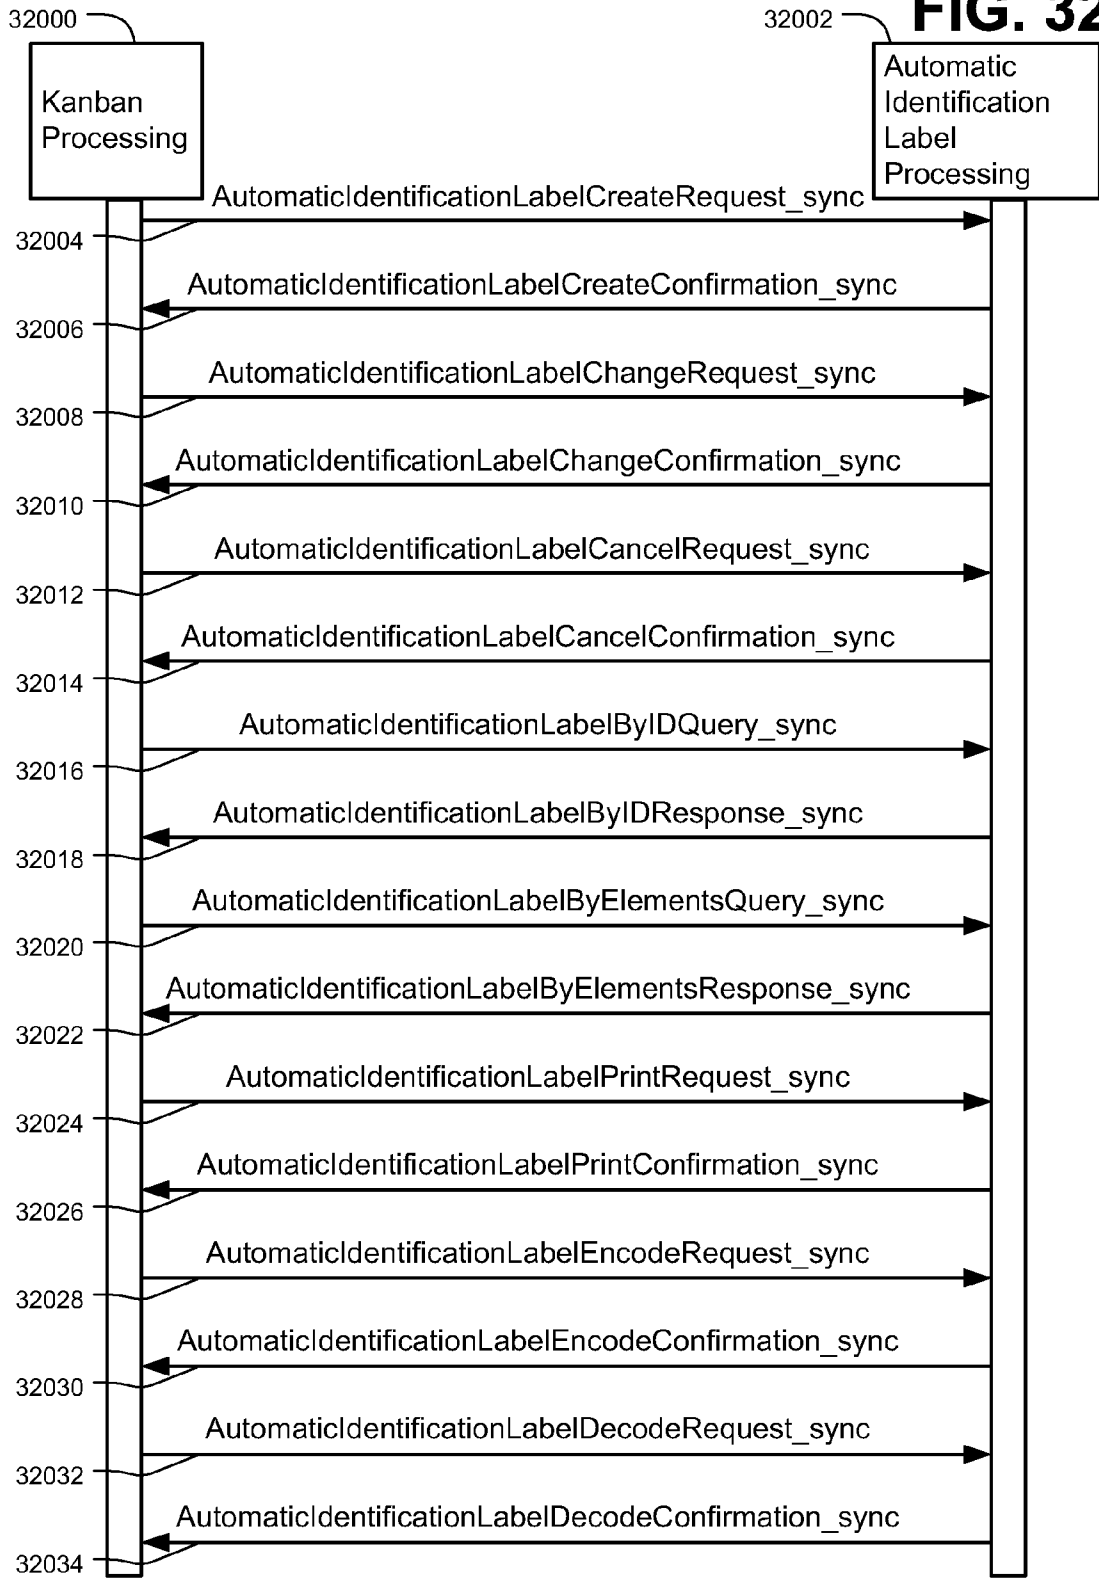 32000
32002
FIG. 32
Kanban
Processing
Automatic
Identification
Label
Processing
AutomaticIdentificationLabelCreateRequest_sync
32004
AutomaticIdentificationLabelCreateConfirmation_sync
32006
AutomaticIdentificationLabelChangeRequest_sync
32008
AutomaticIdentificationLabelChangeConfirmation_sync
32010
AutomaticIdentificationLabelCancelRequest_sync
32012
AutomaticIdentificationLabelCancelConfirmation_sync
32014
AutomaticIdentificationLabelByIDQuery_sync
32016
AutomaticIdentificationLabelByIDResponse_sync
32018
AutomaticIdentificationLabelByElementsQuery_sync
32020
AutomaticIdentificationLabelByElementsResponse_sync
32022
AutomaticIdentificationLabelPrintRequest_sync
32024
AutomaticIdentificationLabelPrintConfirmation_sync
32026
AutomaticIdentificationLabelEncodeRequest_sync
32028
AutomaticIdentificationLabelEncodeConfirmation_sync
32030
AutomaticIdentificationLabelDecodeRequest_sync
32032
AutomaticIdentificationLabelDecodeConfirmation_sync
32034